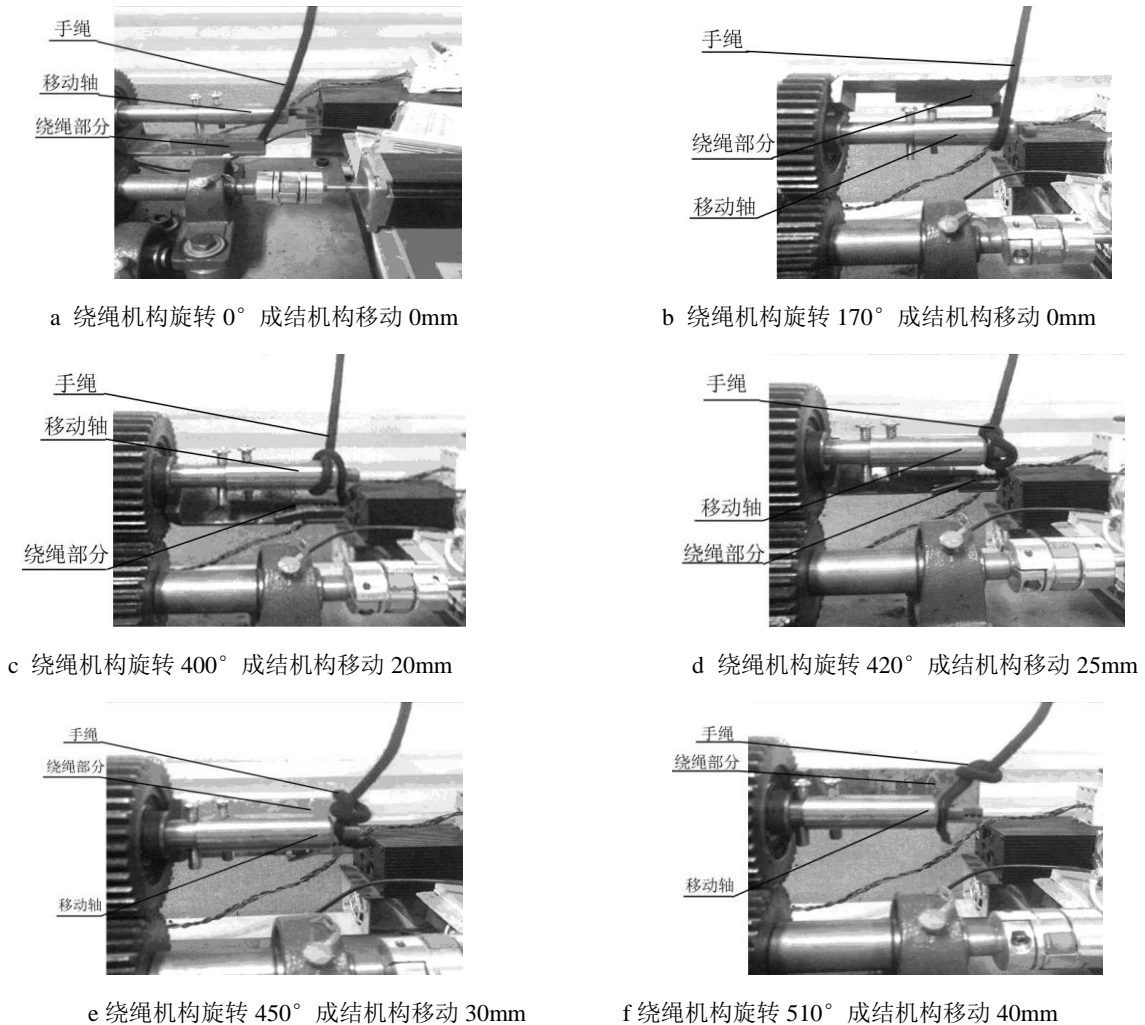 手绳
移动轴
绕绳部分
手绳
绕绳部分
移动轴
a 绕绳机构旋转 0°成结机构移动 0mm
b 绕绳机构旋转 170°成结机构移动 0mm
手绳
移动轴
绕绳部分
手绳
移动轴
绕绳部分
c 绕绳机构旋转 400°成结机构移动 20mm
d 绕绳机构旋转 420°成结机构移动 25mm
手绳
绕绳部分
移动轴
手绳
绕绳部分
移动轴
e 绕绳机构旋转 450°成结机构移动 30mm
f 绕绳机构旋转 510°成结机构移动 40mm